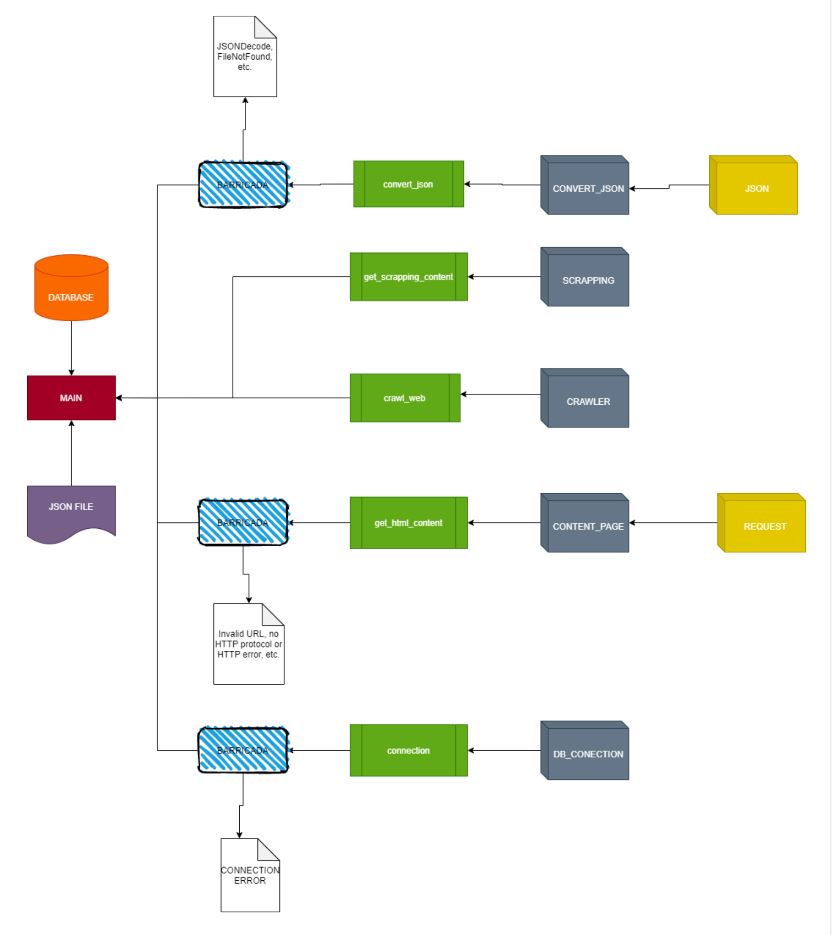 JSONDecode,
FileNotFound,
etc.
BARRICADA
convert_json
CONVERT_JSON
JSON
get_scrapping_content
SCRAPPING
DATABASE
MAIN
crawl_web
CRAWLER
JSON FILE
BARRICADA
get_html_content
CONTENT_PAGE
REQUEST
Invalid URL, no
HTTP protocol or
HTTP error, etc.
BARRICADA
connection
DB_CONECTION
CONNECTION
ERROR